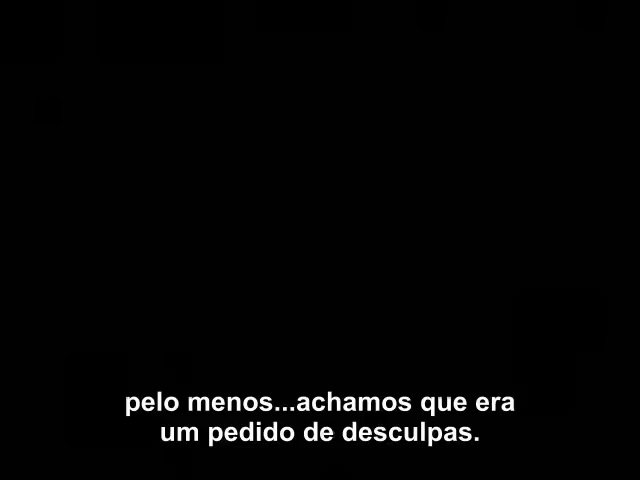 pelo menos...achamos que era
um pedido de desculpas.